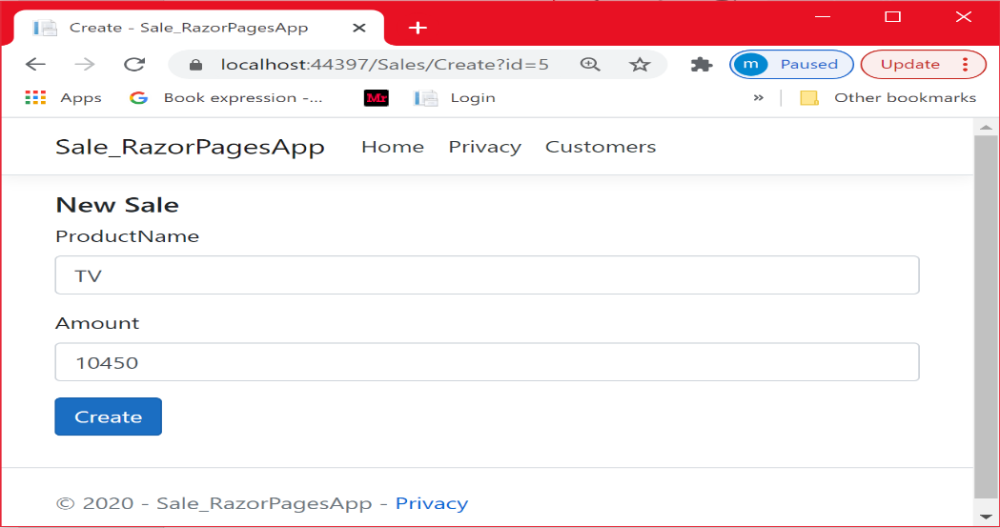 Create - Sale_RazorPagesApp
localhost:44397/Sales/Create?id=5 m Paused Update
Apps G Book expression -... Mr Login » Other bookmarks
Sale_RazorPagesApp Home Privacy Customers
New Sale
ProductName
TV
Amount
10450
Create
© 2020 - Sale_RazorPagesApp - Privacy